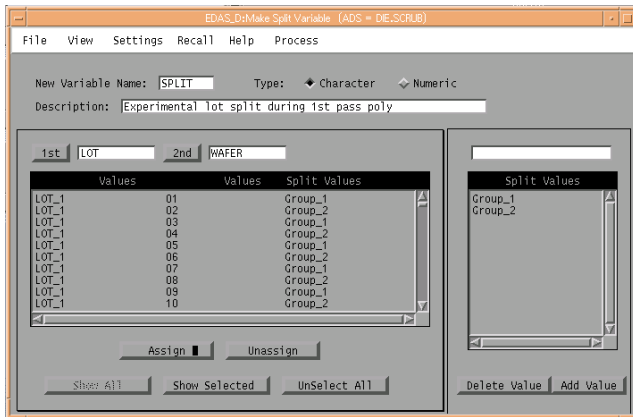 EDAS_D:Make Split Variable (ADS = DIE.SCRUB)
File View Settings Recall Help Process
New Variable Name: SPLIT Type: Character Numeric
Description: Experimental lot split during 1st pass poly
1st LOT 2nd WAFER
Values Values Split Values
LOT_1 01 Group_1
LOT_1 02 Group_2
LOT_1 03 Group_1
LOT_1 04 Group_2
LOT_1 05 Group_1
LOT_1 06 Group_2
LOT_1 07 Group_1
LOT_1 08 Group_2
LOT_1 09 Group_1
LOT_1 10 Group_2
Assign Unassign
Show All Show Selected UnSelect All
Split Values
Group_1
Group_2
Delete Value Add Value